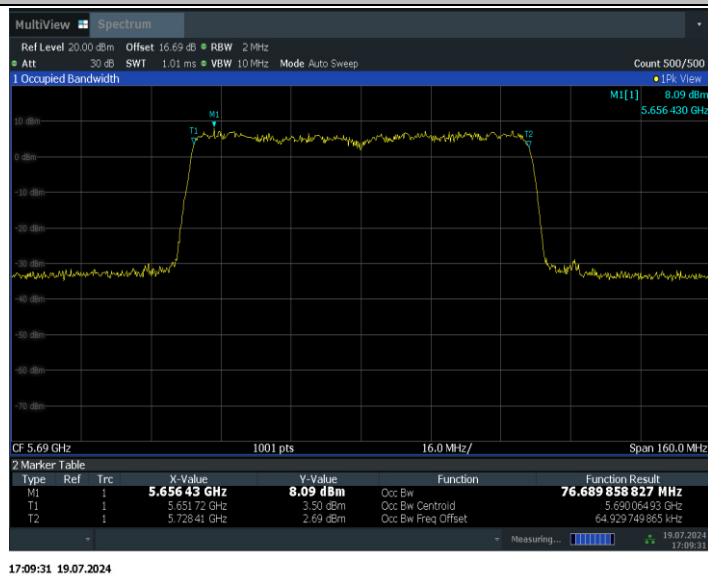 MultiView Spectrum
Ref Level 20.00 dBm Offset 16.69 dB RBW 2 MHz
Att 30 dB SWT 1.01 ms VBW 10 MHz Mode Auto Sweep Count 500/500
1 Occupied Bandwidth 1Pk View
M1[1] 8.09 dBm
5.656 430 GHz
M1
10 dBm
T1
T2
0 dBm
-10 dBm
-20 dBm
-30 dBm
-40 dBm
-50 dBm
-60 dBm
-70 dBm
CF 5.69 GHz 1001 pts 16.0 MHz/ Span 160.0 MHz
2 Marker Table
Type Ref Trc X-Value Y-Value Function Function Result
M1 1 5.656 43 GHz 8.09 dBm Occ Bw 76.689 858 827 MHz
T1 1 5.651 72 GHz 3.50 dBm Occ Bw Centroid 5.690 064 93 GHz
T2 1 5.728 41 GHz 2.69 dBm Occ Bw Freq Offset 64.929 749 865 kHz
Measuring... 19.07.2024
17:09:31
17:09:31 19.07.2024